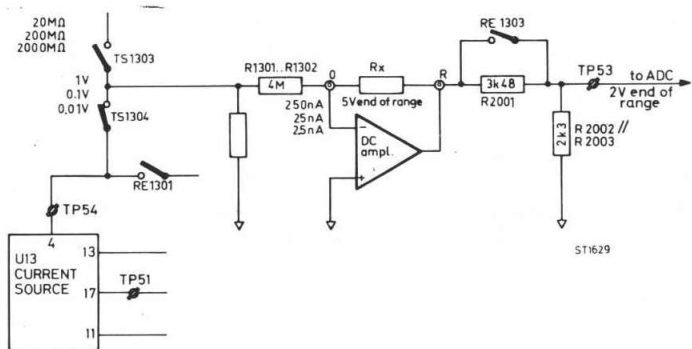 20MΩ
200MΩ
2000MΩ
TS1303
1V
0.1V
0,01V
TS1304
RE1301
TP54
4
U13
CURRENT
SOURCE
13
17
11
TP51
R1301..R1302
4M
0
250nA
25nA
2.5nA
Rx
5V end of range
DC
ampl.
-
+
R
RE 1303
3k48
R2001
TP53
to ADC
2V end of
range
2k3
R 2002 //
R 2003
ST1629